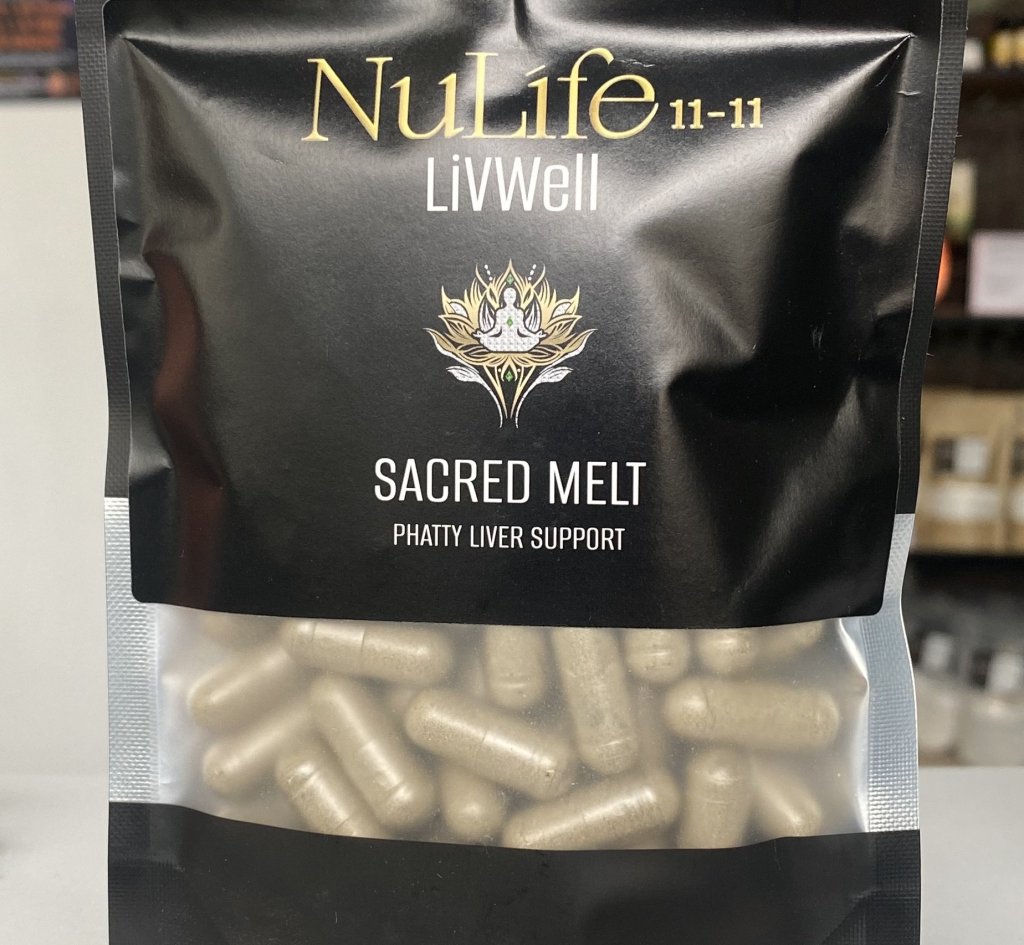 NuLife 11-11
LiVWell
SACRED MELT
PHATTY LIVER SUPPORT